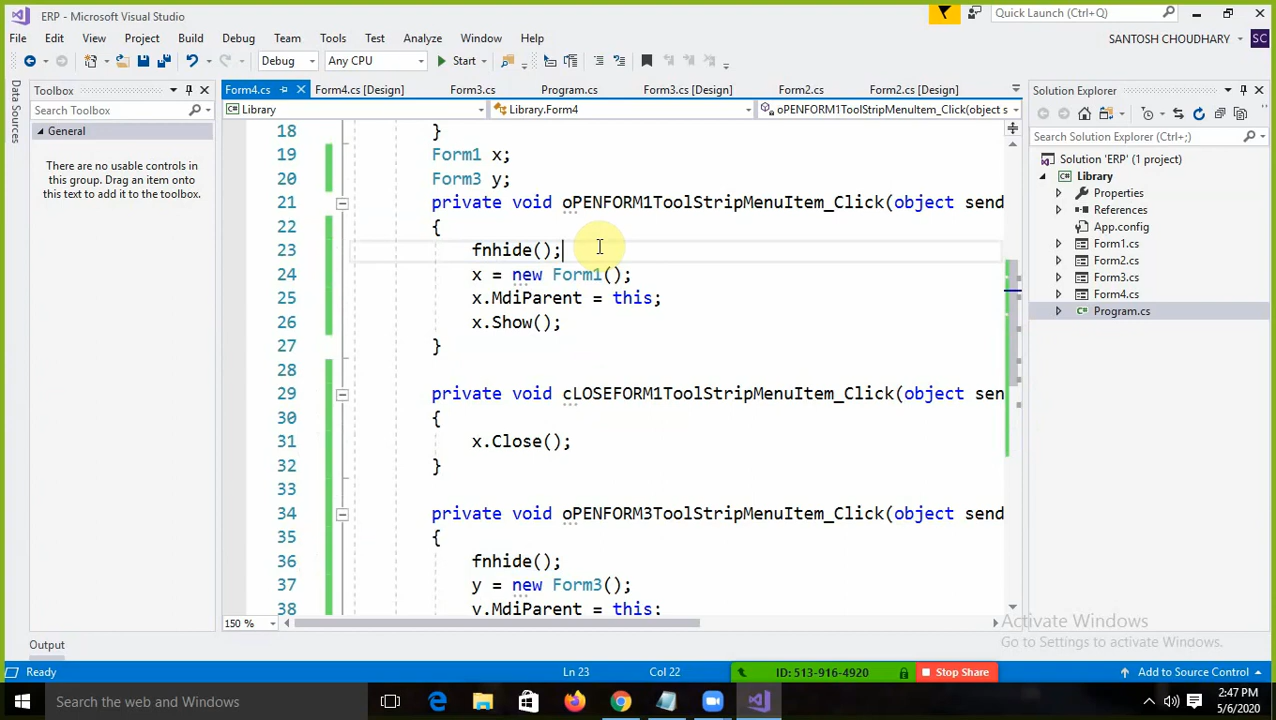 ERP - Microsoft Visual Studio
Quick Launch (Ctrl+Q)
File Edit View Project Build Debug Team Tools Test Analyze Window Help
SANTOSH CHOUDHARY SC
Debug Any CPU Start
Data Sources
Toolbox
Search Toolbox
General
There are no usable controls in
this group. Drag an item onto
this text to add it to the toolbox.
Form4.cs Form4.cs [Design] Form3.cs Program.cs Form3.cs [Design] Form2.cs Form2.cs [Design]
Library Library.Form4 oPENFORM1ToolStripMenuItem_Click(object s
18 }
19 Form1 x;
20 Form3 y;
21 private void oPENFORM1ToolStripMenuItem_Click(object send
22 {
23 fnhide();
24 x = new Form1();
25 x.MdiParent = this;
26 x.Show();
27 }
28
29 private void cLOSEFORM1ToolStripMenuItem_Click(object sen
30 {
31 x.Close();
32 }
33
34 private void oPENFORM3ToolStripMenuItem_Click(object send
35 {
36 fnhide();
37 y = new Form3();
38 y.MdiParent = this;
150 %
Solution Explorer
Search Solution Explorer (Ctrl+;)
Solution 'ERP' (1 project)
Library
Properties
References
App.config
Form1.cs
Form2.cs
Form3.cs
Form4.cs
Program.cs
Activate Windows
Go to Settings to activate Windows.
Output
Ready Ln 23 Col 22 ID: 513-916-4920 Stop Share Add to Source Control
Search the web and Windows
2:47 PM
5/6/2020